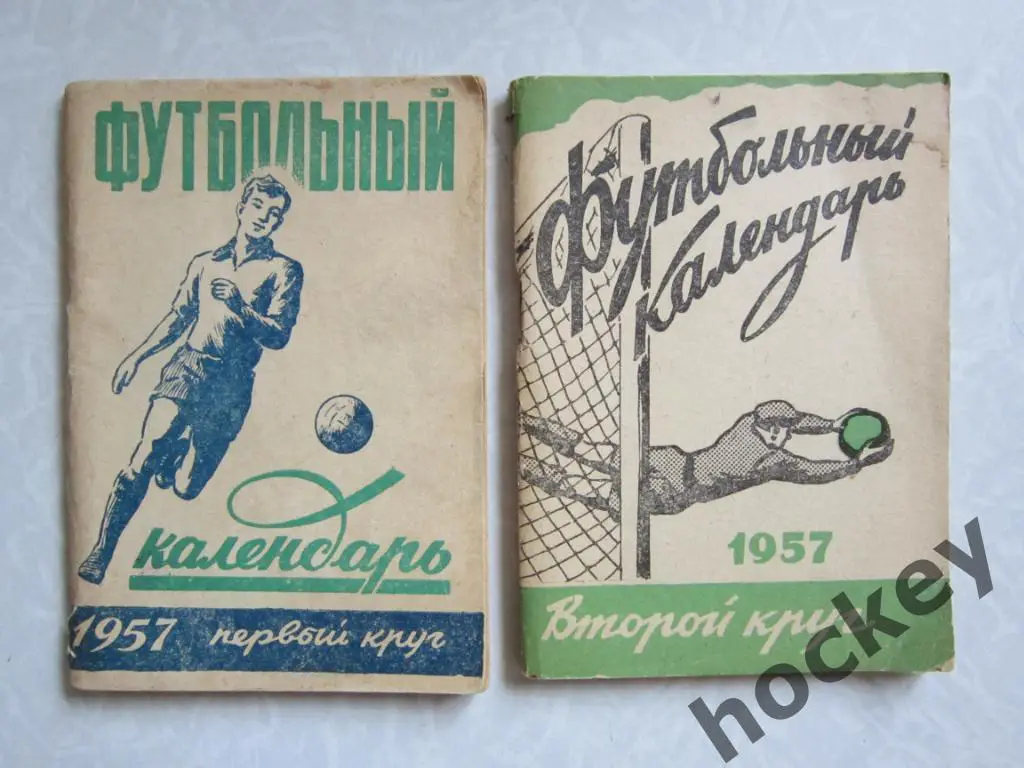 ФУТБОЛЬНЫЙ
календарь
1957 первый круг
Футбольный
календарь
1957
Второй круг
hockey